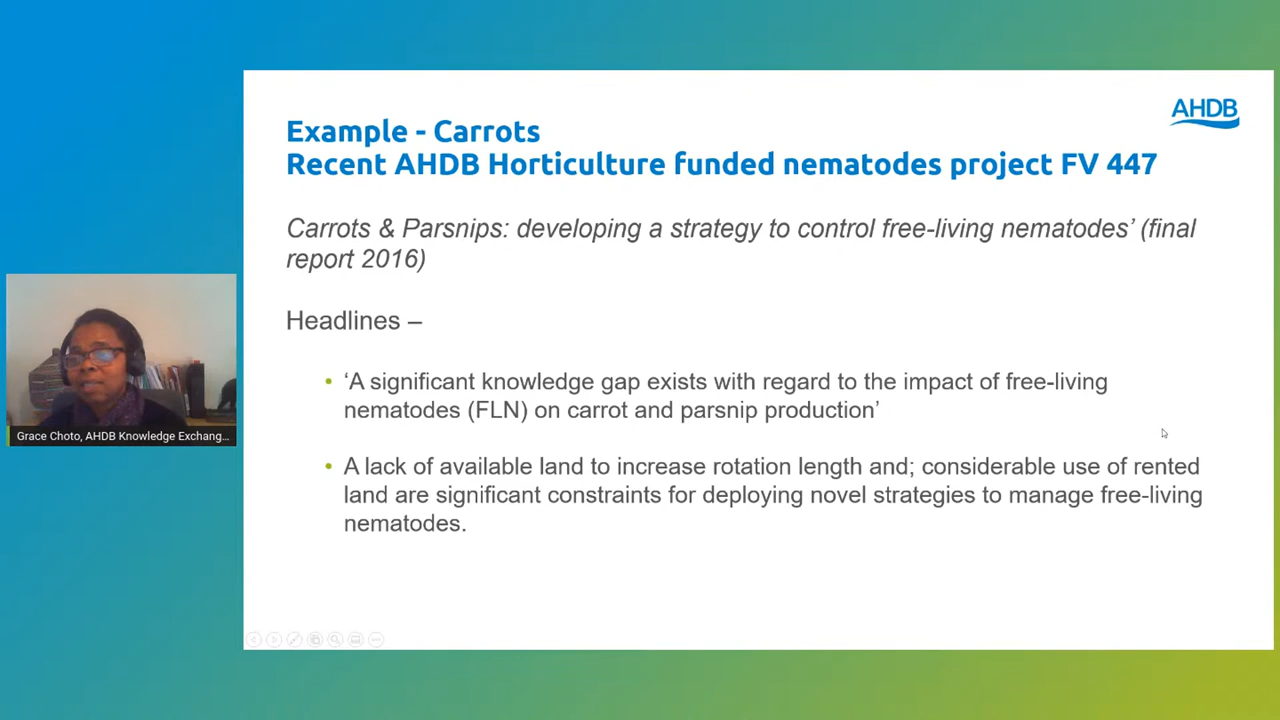 AHDB
Example - Carrots
Recent AHDB Horticulture funded nematodes project FV 447
Carrots & Parsnips: developing a strategy to control free-living nematodes’ (final
report 2016)
Headlines –
• ‘A significant knowledge gap exists with regard to the impact of free-living
nematodes (FLN) on carrot and parsnip production’
• A lack of available land to increase rotation length and; considerable use of rented
land are significant constraints for deploying novel strategies to manage free-living
nematodes.
Grace Choto, AHDB Knowledge Exchang...